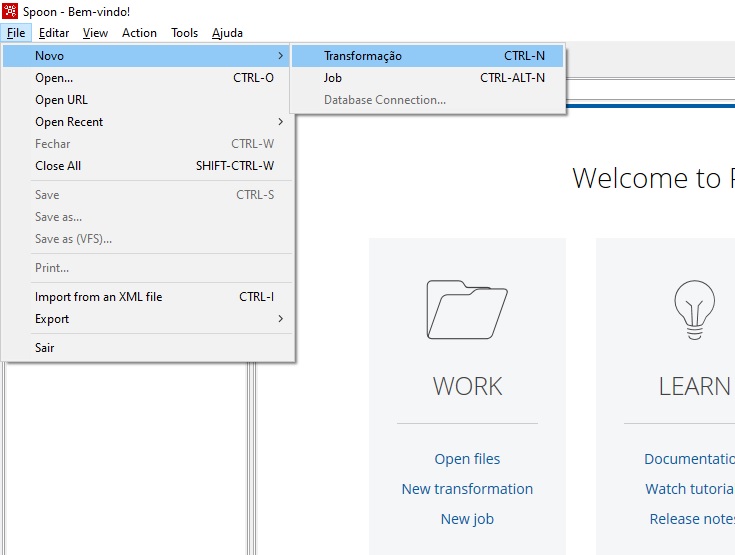 Spoon - Bem-vindo!
File Editar View Action Tools Ajuda
Novo
Open... CTRL-O
Open URL
Open Recent
Fechar CTRL-W
Close All SHIFT-CTRL-W
Save CTRL-S
Save as...
Save as (VFS)...
Print...
Import from an XML file CTRL-I
Export
Sair
Transformação CTRL-N
Job CTRL-ALT-N
Database Connection...
Welcome to
WORK
Open files
New transformation
New job
LEARN
Documentatio
Watch tutoria
Release notes